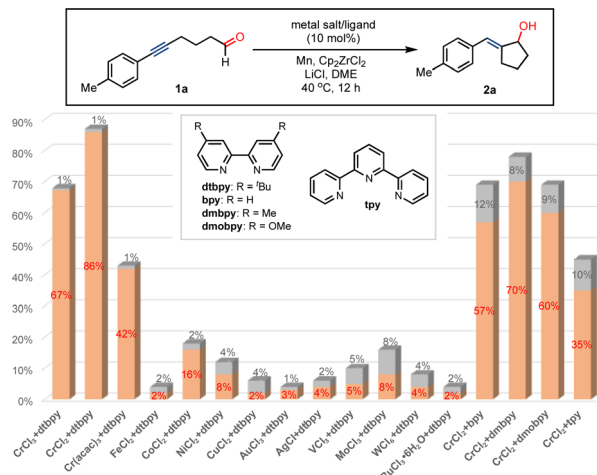 metal salt/ligand
(10 mol%)
Mn, Cp2ZrCl2
LiCl, DME
40 °C, 12 h
O
H
Me
1a
OH
Me
2a
R
R
N
N
dtbpy: R = tBu
bpy: R = H
dmbpy: R = Me
dmobpy: R = OMe
N
N
N
tpy
90%
80%
70%
60%
50%
40%
30%
20%
10%
0%
1%
67%
1%
86%
1%
42%
2%
2%
2%
16%
4%
8%
4%
2%
1%
3%
2%
4%
5%
5%
8%
8%
4%
4%
2%
2%
12%
57%
8%
70%
9%
60%
10%
35%
CrCl3+dtbpy
CrCl2+dtbpy
Cr(acac)3+dtbpy
FeCl2+dtbpy
CoCl2+dtbpy
NiCl2+dtbpy
CuCl2+dtbpy
AuCl3+dtbpy
AgCl+dtbpy
VCl3+dtbpy
MoCl3+dtbpy
WCl4+dtbpy
RuCl3•6H2O+dtbpy
CrCl2+bpy
CrCl2+dmbpy
CrCl2+dmobpy
CrCl2+tpy